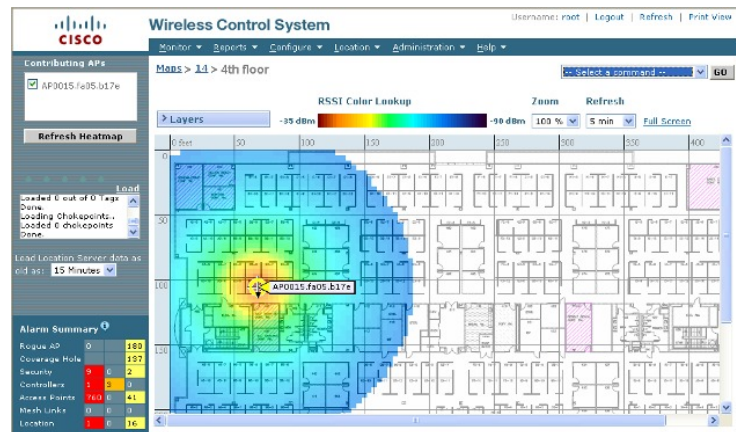 Username: root | Logout | Refresh | Print View
CISCO
Wireless Control System
Monitor Reports Configure Location Administration Help
Contributing APs
AP0015.fa05.b17e
Refresh Heatmap
Maps > 14 > 4th floor
-- Select a command -- GO
RSSI Color Lookup Zoom Refresh
> Layers -35 dBm -90 dBm 100 % 5 min Full Screen
0 feet 50 100 150 200 250 300 350 400
0
50
100
150
AP0015.fa05.b17e
Load
Loaded 0 out of 0 Tags
Done.
Loading Chokepoints..
Loaded 0 chokepoints
Done.
Load Location Server data as
old as: 15 Minutes
Alarm Summary
Rogue AP 0 180
Coverage Hole 137
Security 9 0 2
Controllers 1 3 0
Access Points 760 0 41
Mesh Links 0 0 0
Location 1 0 16